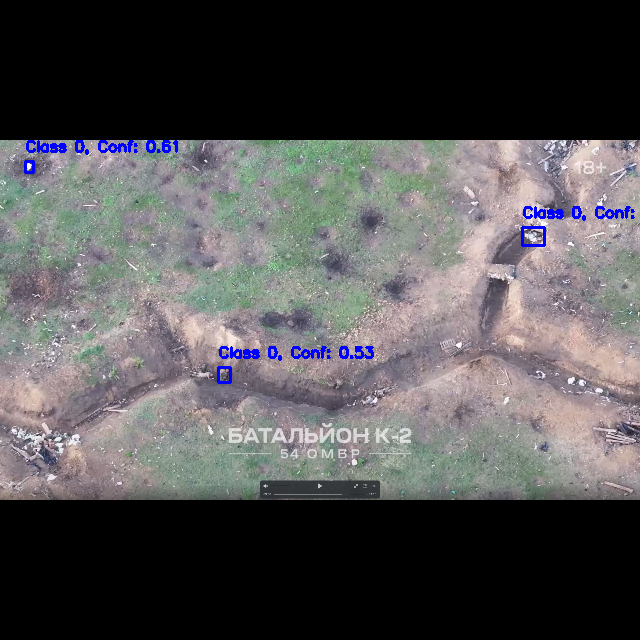 Class 0, Conf: 0.61
18+
Class 0, Conf:
Class 0, Conf: 0.53
БАТАЛЬЙОН К-2
54 ОМБР